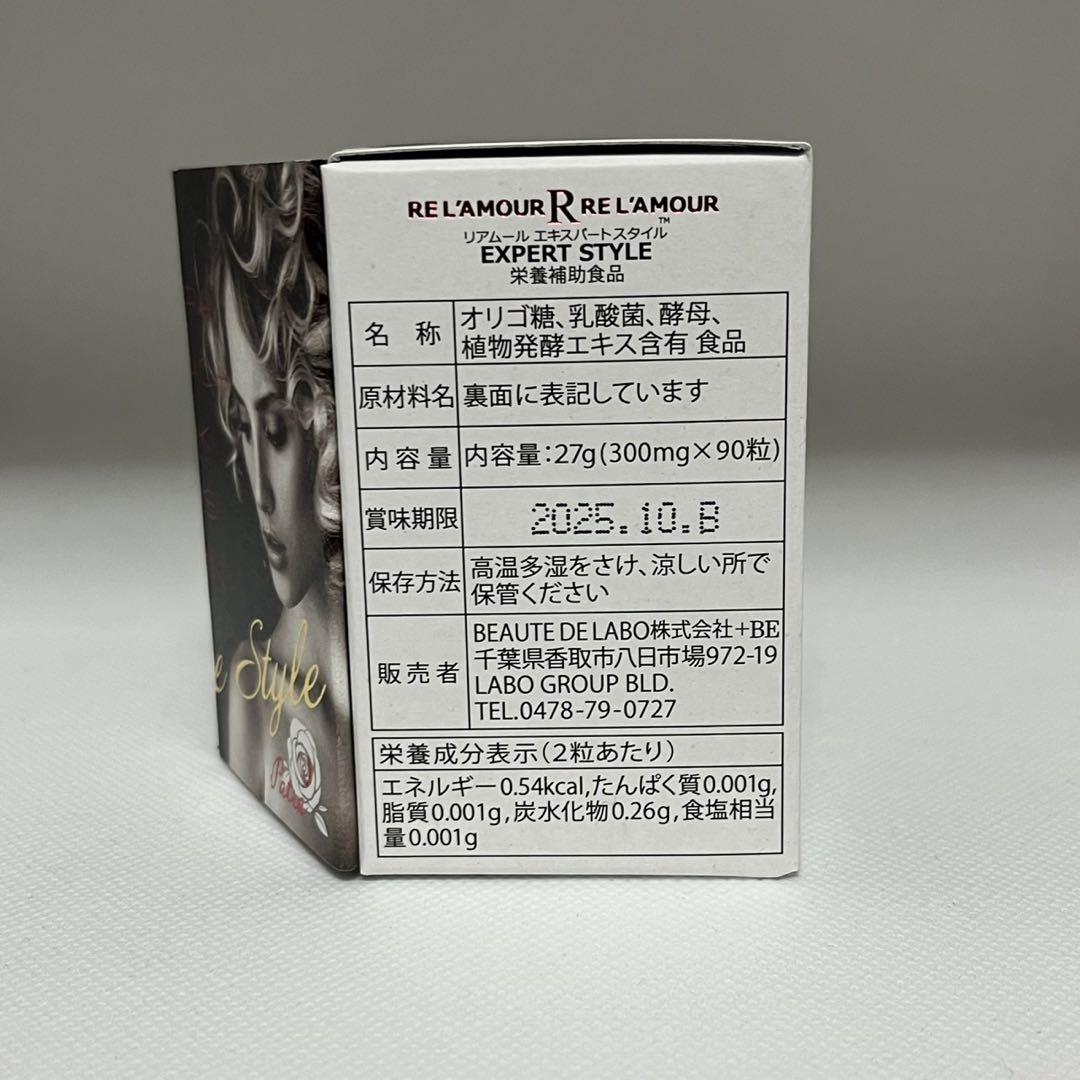 RE L'AMOUR R RE L'AMOUR
リアムール エキスパートスタイル™
EXPERT STYLE
栄養補助食品
名 称
オリゴ糖、乳酸菌、酵母、
植物発酵エキス含有 食品
原材料名
裏面に表記しています
内容量
内容量：27g(300mg×90粒)
賞味期限
2025.10.B
保存方法
高温多湿をさけ、涼しい所で
保管ください
販売者
BEAUTE DE LABO株式会社+BE
千葉県香取市八日市場972-19
LABO GROUP BLD.
TEL.0478-79-0727
栄養成分表示(2粒あたり)
エネルギー0.54kcal,たんぱく質0.001g,
脂質0.001g,炭水化物0.26g,食塩相当
量0.001g
e Style